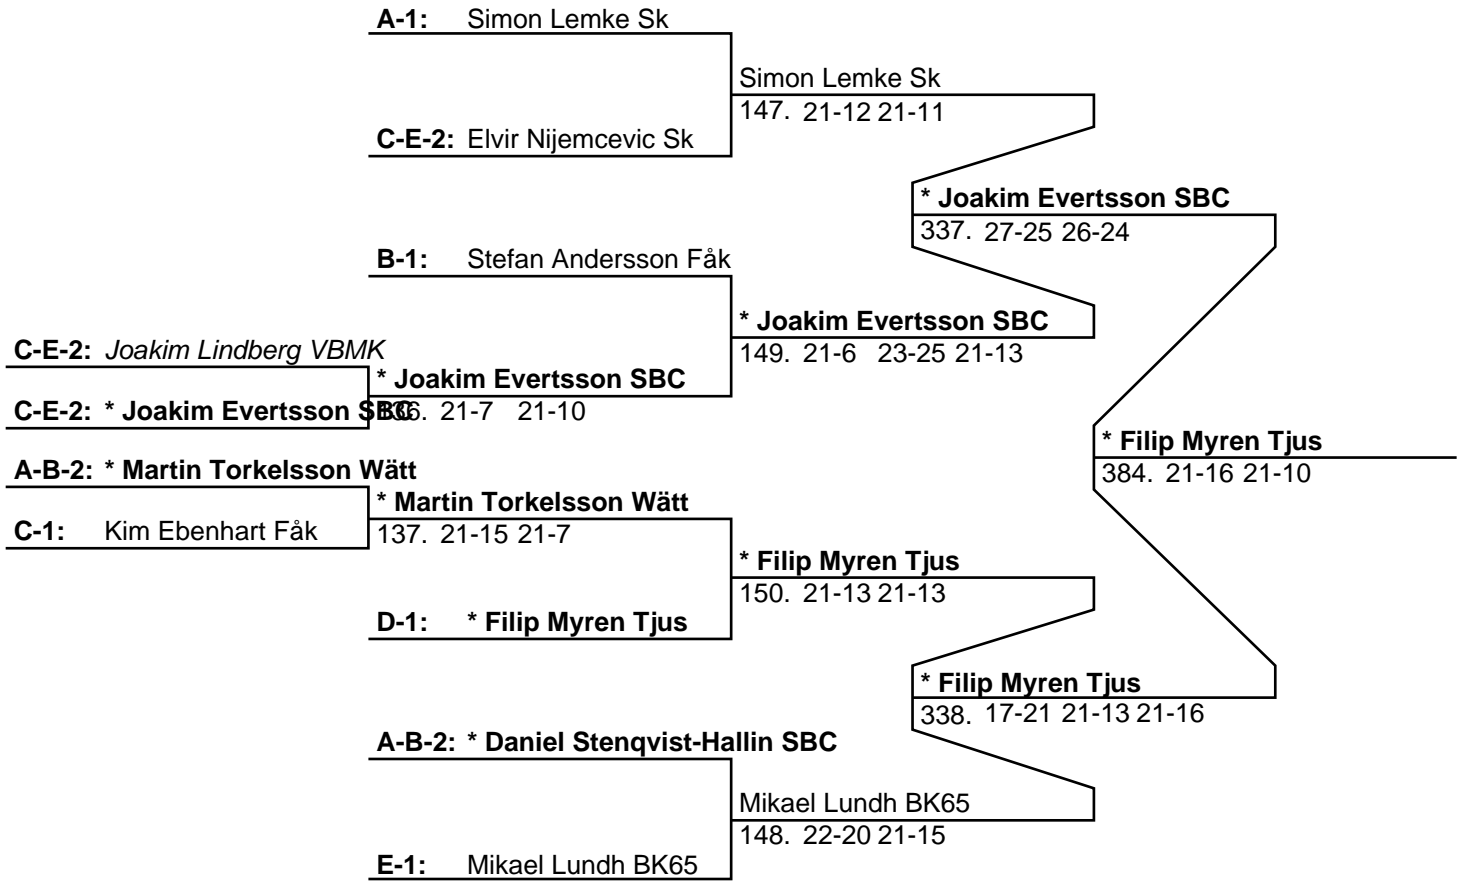 A-1: Simon Lemke Sk
Simon Lemke Sk
147. 21-12 21-11
C-E-2: Elvir Nijemcevic Sk
* Joakim Evertsson SBC
337. 27-25 26-24
B-1: Stefan Andersson Fåk
* Joakim Evertsson SBC
149. 21-6 23-25 21-13
C-E-2: Joakim Lindberg VBMK
* Joakim Evertsson SBC
C-E-2: * Joakim Evertsson SBC
136. 21-7 21-10
* Filip Myren Tjus
384. 21-16 21-10
A-B-2: * Martin Torkelsson Wätt
* Martin Torkelsson Wätt
C-1: Kim Ebenhart Fåk
137. 21-15 21-7
* Filip Myren Tjus
150. 21-13 21-13
D-1: * Filip Myren Tjus
* Filip Myren Tjus
338. 17-21 21-13 21-16
A-B-2: * Daniel Stenqvist-Hallin SBC
Mikael Lundh BK65
148. 22-20 21-15
E-1: Mikael Lundh BK65